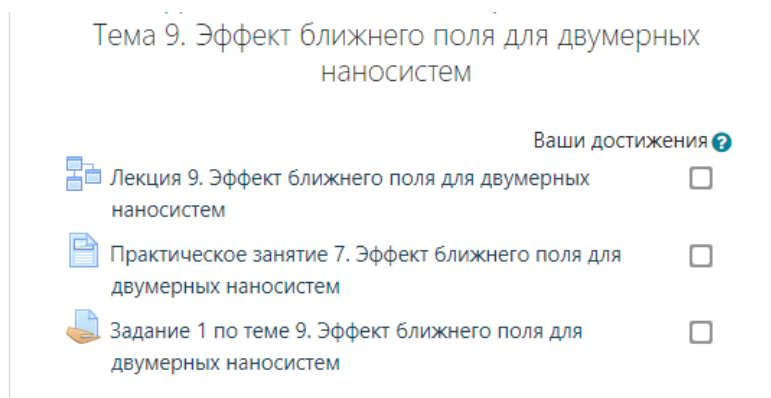 Тема 9. Эффект ближнего поля для двумерных
наносистем
Ваши достижения
Лекция 9. Эффект ближнего поля для двумерных
наносистем
Практическое занятие 7. Эффект ближнего поля для
двумерных наносистем
Задание 1 по теме 9. Эффект ближнего поля для
двумерных наносистем